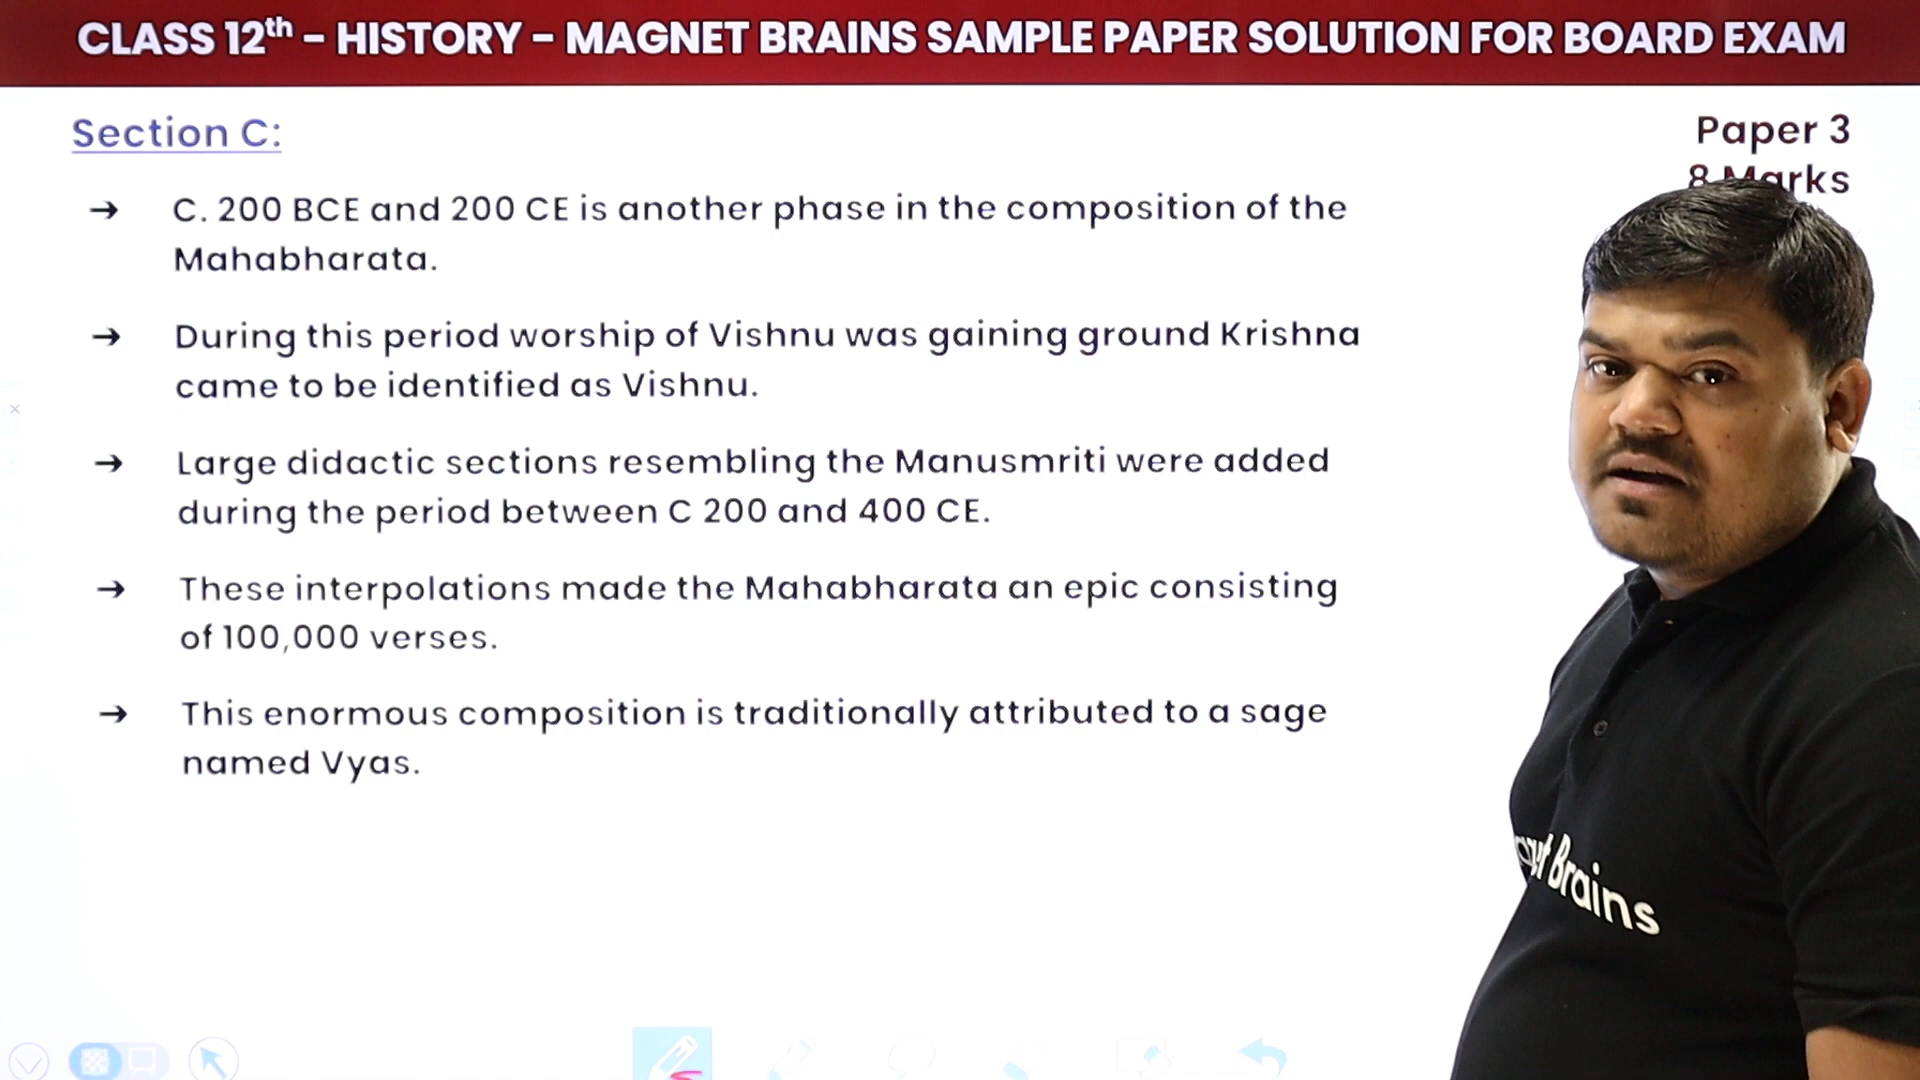 CLASS 12th - HISTORY - MAGNET BRAINS SAMPLE PAPER SOLUTION FOR BOARD EXAM
Section C:
Paper 3
8 Marks
→ C. 200 BCE and 200 CE is another phase in the composition of the
Mahabharata.
→ During this period worship of Vishnu was gaining ground Krishna
came to be identified as Vishnu.
→ Large didactic sections resembling the Manusmriti were added
during the period between C 200 and 400 CE.
→ These interpolations made the Mahabharata an epic consisting
of 100,000 verses.
→ This enormous composition is traditionally attributed to a sage
named Vyas.
Brains